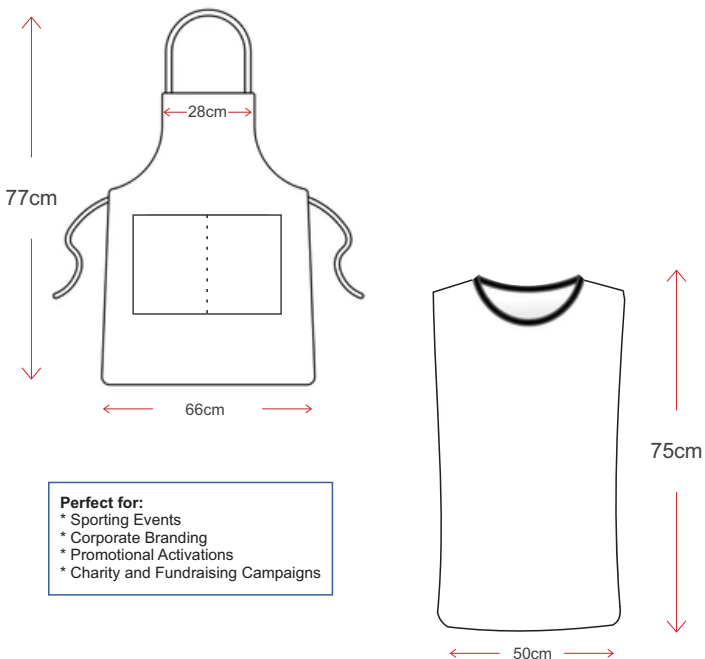 28cm
77cm
66cm
75cm
Perfect for:
* Sporting Events
* Corporate Branding
* Promotional Activations
* Charity and Fundraising Campaigns
50cm